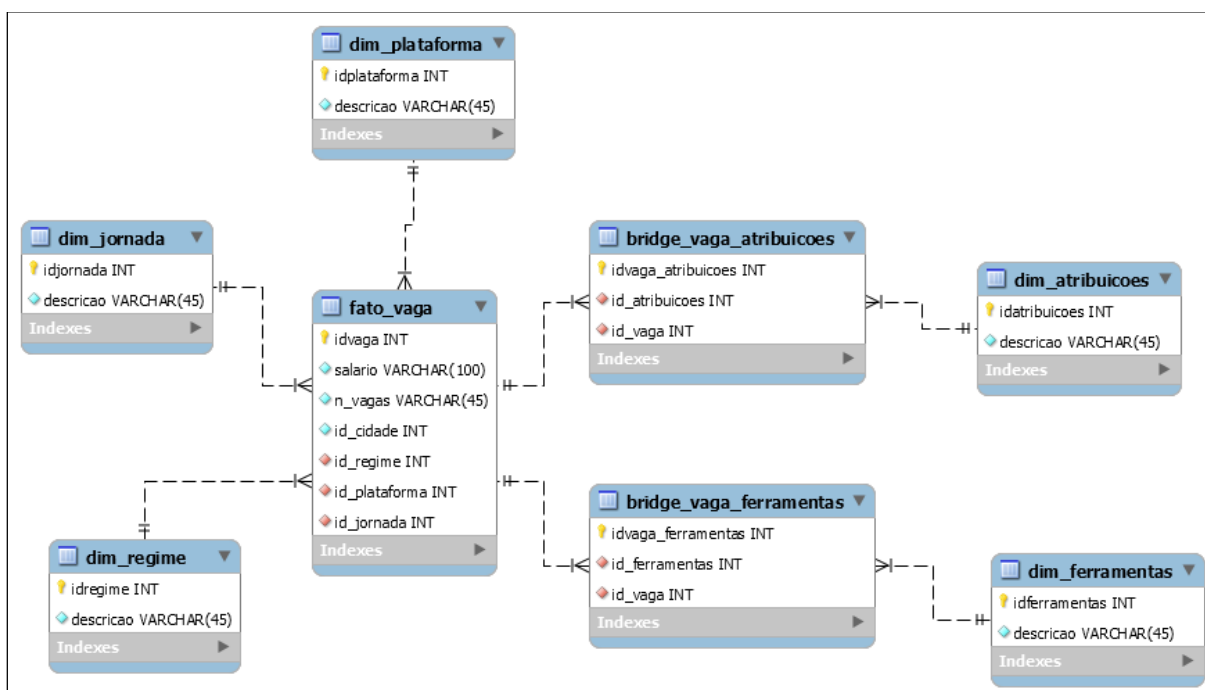 dim_plataforma
idplataforma INT
descricao VARCHAR(45)
Indexes
dim_jornada
idjornada INT
descricao VARCHAR(45)
Indexes
fato_vaga
idvaga INT
salario VARCHAR(100)
n_vagas VARCHAR(45)
id_cidade INT
id_regime INT
id_plataforma INT
id_jornada INT
Indexes
dim_regime
idregime INT
descricao VARCHAR(45)
Indexes
bridge_vaga_atribuicoes
idvaga_atribuicoes INT
id_atribuicoes INT
id_vaga INT
Indexes
dim_atribuicoes
idatribuicoes INT
descricao VARCHAR(45)
Indexes
bridge_vaga_ferramentas
idvaga_ferramentas INT
id_ferramentas INT
id_vaga INT
Indexes
dim_ferramentas
idferramentas INT
descricao VARCHAR(45)
Indexes